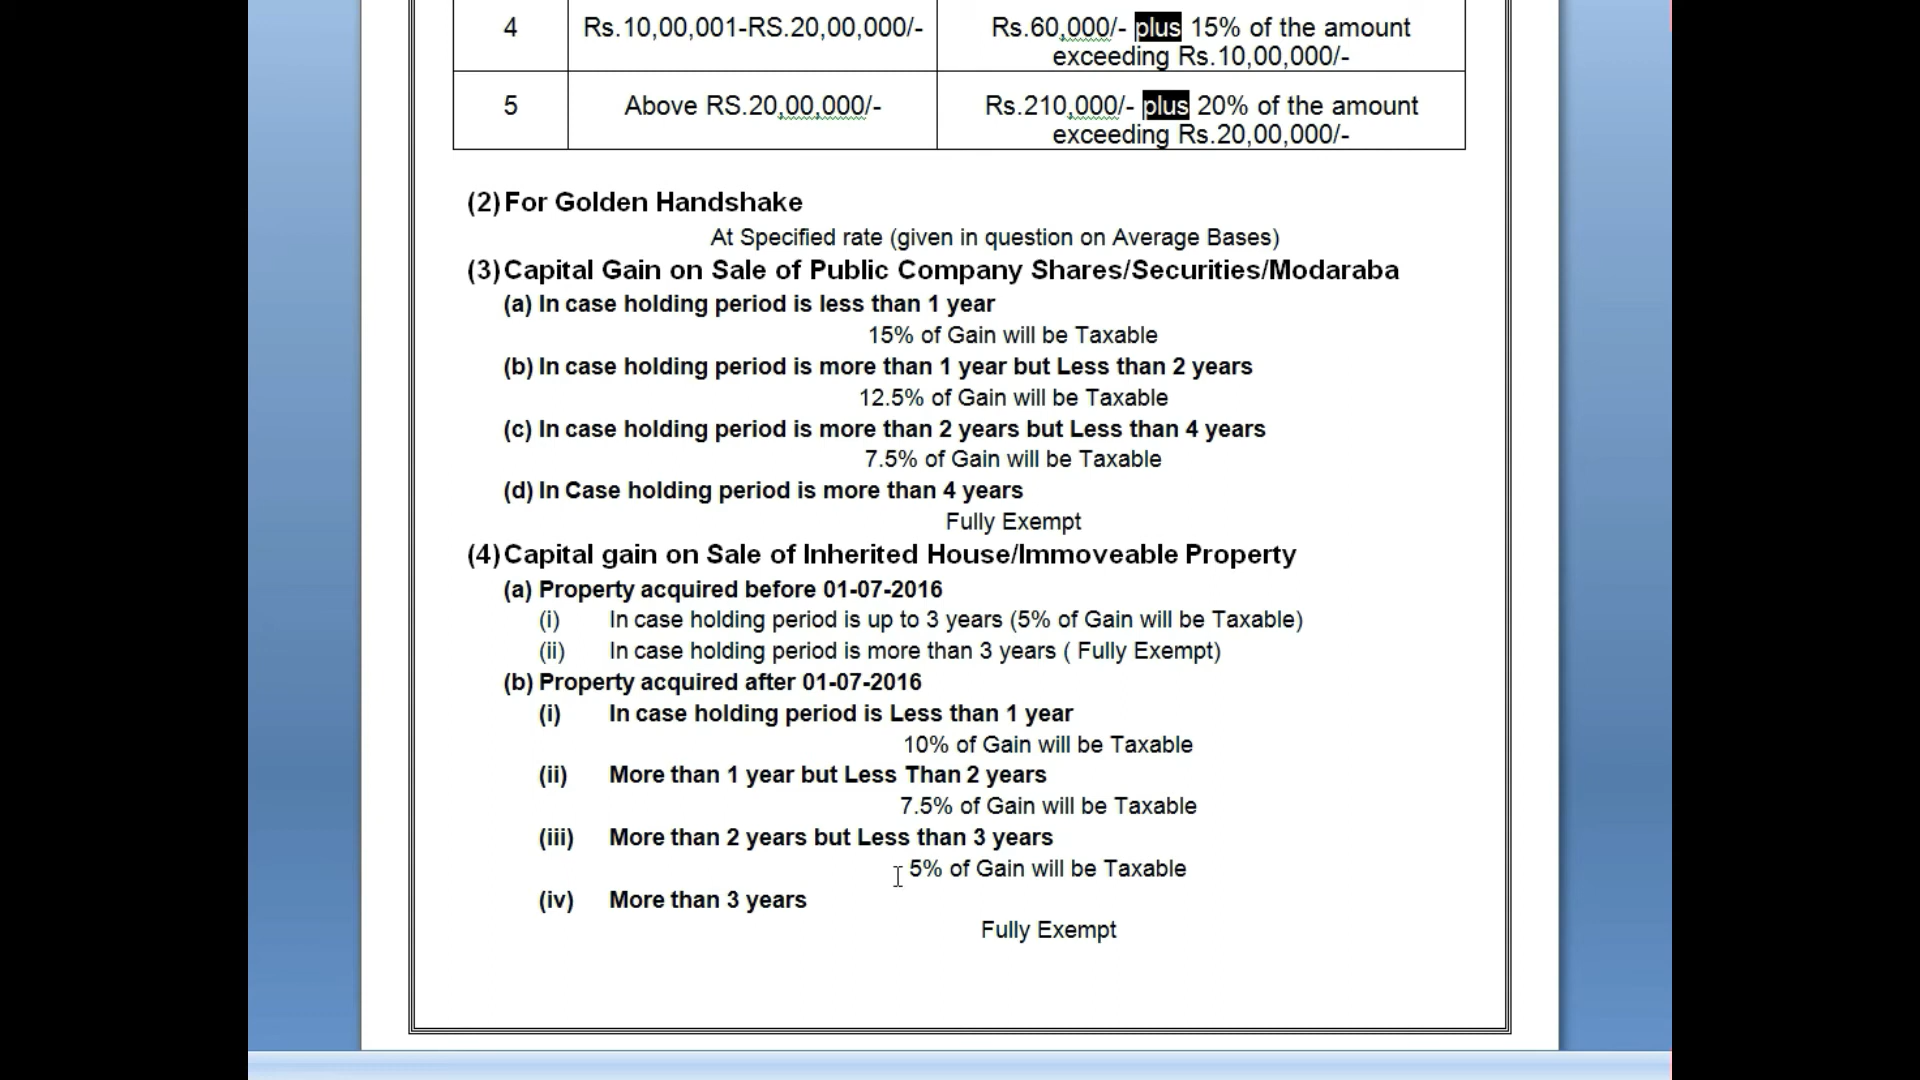 4 Rs.10,00,001-RS.20,00,000/- Rs.60,000/- plus 15% of the amount
exceeding Rs.10,00,000/-
5 Above RS.20,00,000/- Rs.210,000/- plus 20% of the amount
exceeding Rs.20,00,000/-
(2) For Golden Handshake
At Specified rate (given in question on Average Bases)
(3) Capital Gain on Sale of Public Company Shares/Securities/Modaraba
(a) In case holding period is less than 1 year
15% of Gain will be Taxable
(b) In case holding period is more than 1 year but Less than 2 years
12.5% of Gain will be Taxable
(c) In case holding period is more than 2 years but Less than 4 years
7.5% of Gain will be Taxable
(d) In Case holding period is more than 4 years
Fully Exempt
(4) Capital gain on Sale of Inherited House/Immoveable Property
(a) Property acquired before 01-07-2016
(i) In case holding period is up to 3 years (5% of Gain will be Taxable)
(ii) In case holding period is more than 3 years ( Fully Exempt)
(b) Property acquired after 01-07-2016
(i) In case holding period is Less than 1 year
10% of Gain will be Taxable
(ii) More than 1 year but Less Than 2 years
7.5% of Gain will be Taxable
(iii) More than 2 years but Less than 3 years
5% of Gain will be Taxable
(iv) More than 3 years
Fully Exempt